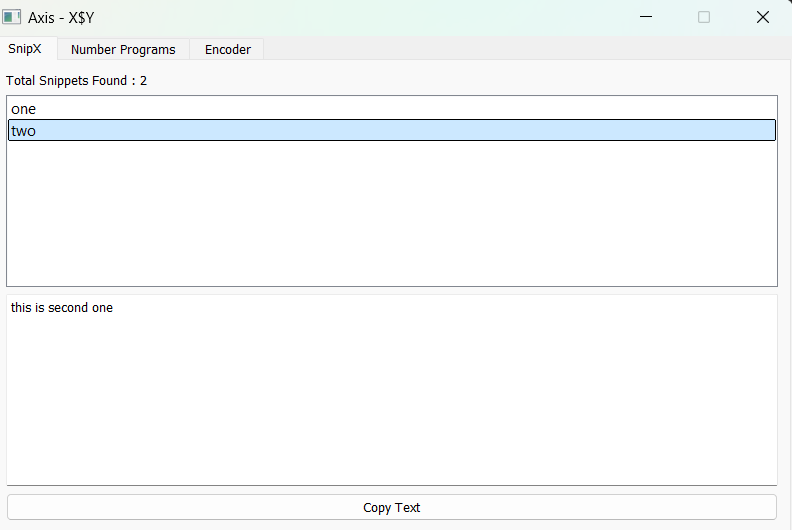 Axis - X$Y
SnipX Number Programs Encoder
Total Snippets Found : 2
one
two
this is second one
Copy Text